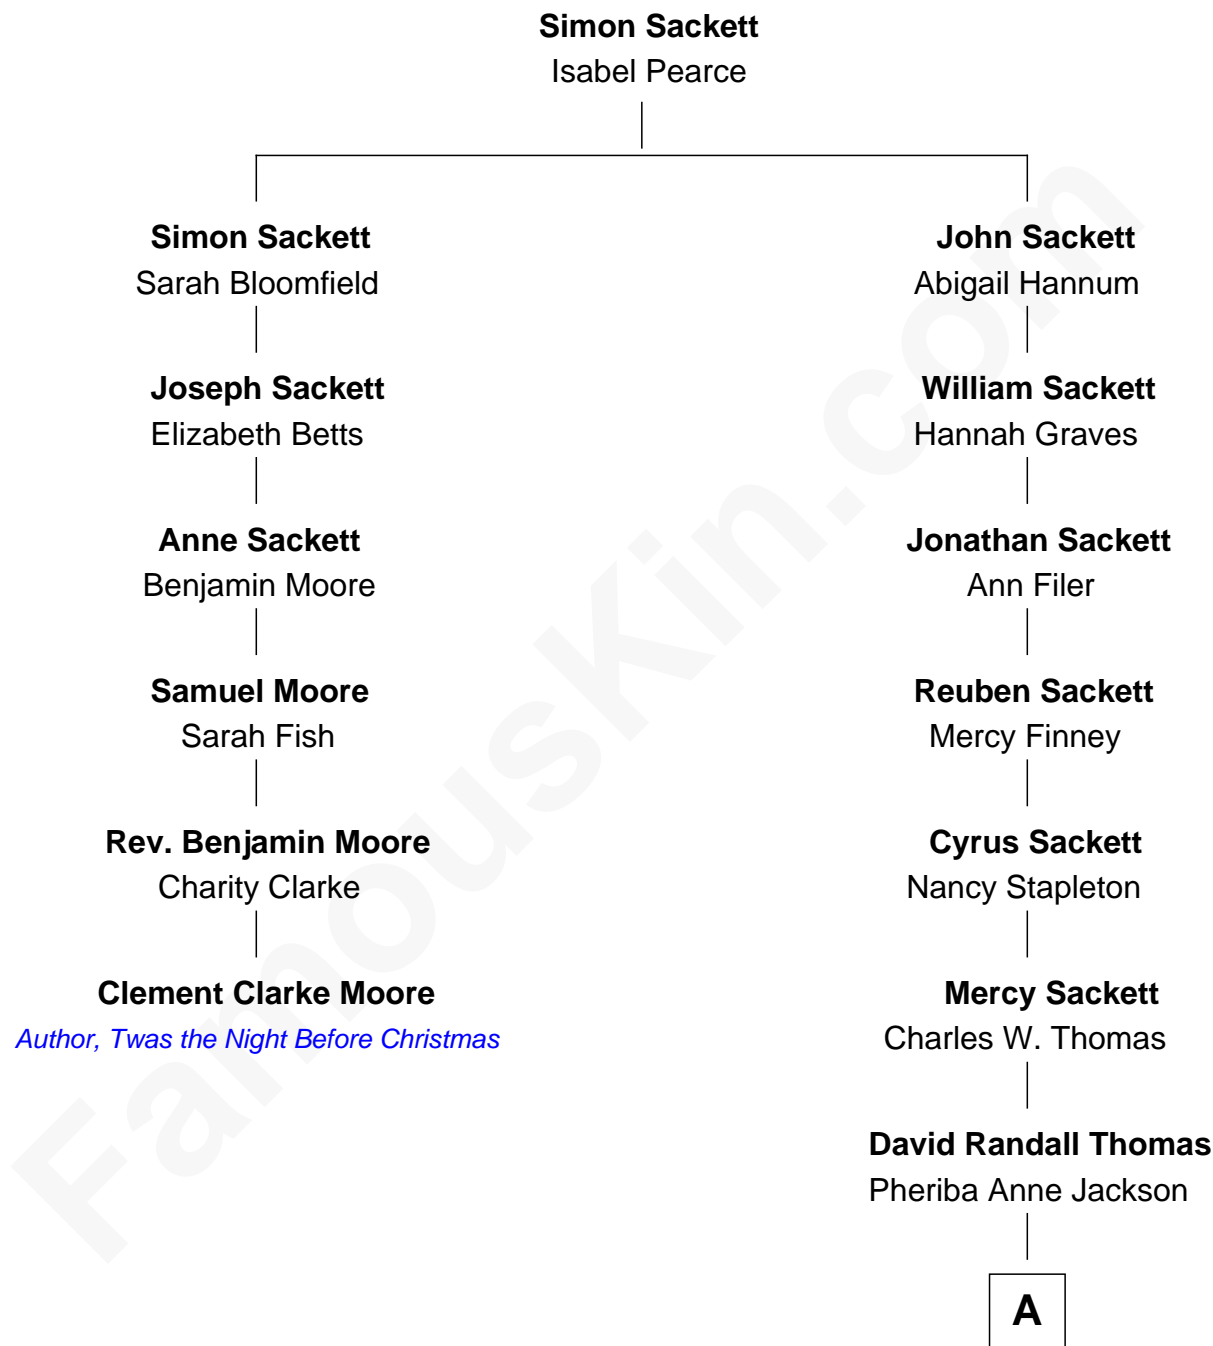 Simon Sackett
Isabel Pearce
Simon Sackett
Sarah Bloomfield
Joseph Sackett
Elizabeth Betts
Anne Sackett
Benjamin Moore
Samuel Moore
Sarah Fish
Rev. Benjamin Moore
Charity Clarke
Clement Clarke Moore
Author, Twas the Night Before Christmas
John Sackett
Abigail Hannum
William Sackett
Hannah Graves
Jonathan Sackett
Ann Filer
Reuben Sackett
Mercy Finney
Cyrus Sackett
Nancy Stapleton
Mercy Sackett
Charles W. Thomas
David Randall Thomas
Pheriba Anne Jackson
A
FamousKin.com